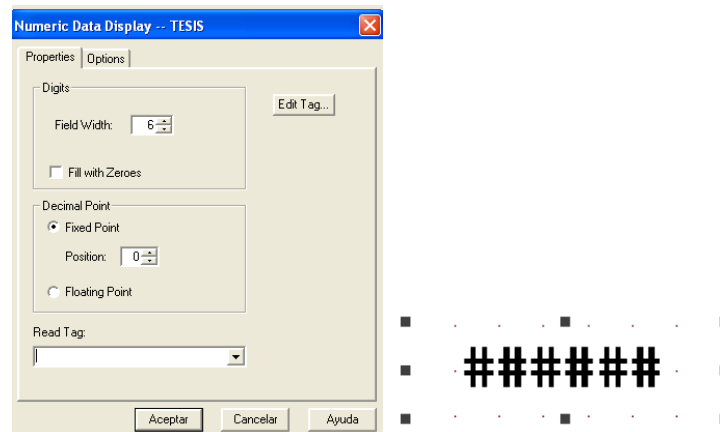 Numeric Data Display -- TESIS
Properties Options
Digits
Edit Tag...
Field Width: 6
Fill with Zeroes
Decimal Point
Fixed Point
Position: 0
Floating Point
Read Tag:
Aceptar Cancelar Ayuda
######